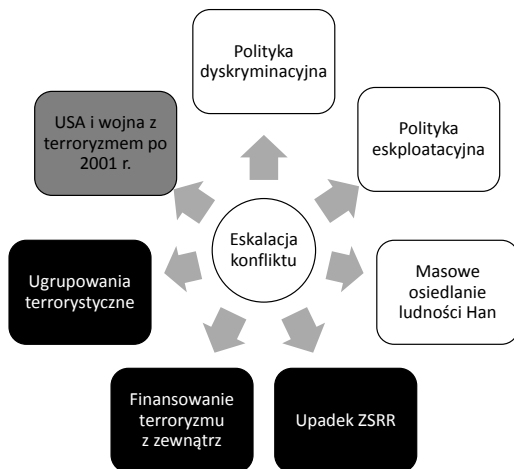 Polityka
dyskryminacyjna
USA i wojna z
terroryzmem po
2001 r.
Polityka
eskploatacyjna
Eskalacja
konfliktu
Ugrupowania
terrorystyczne
Masowe
osiedlanie
ludności Han
Finansowanie
terroryzmu
z zewnątrz
Upadek ZSRR